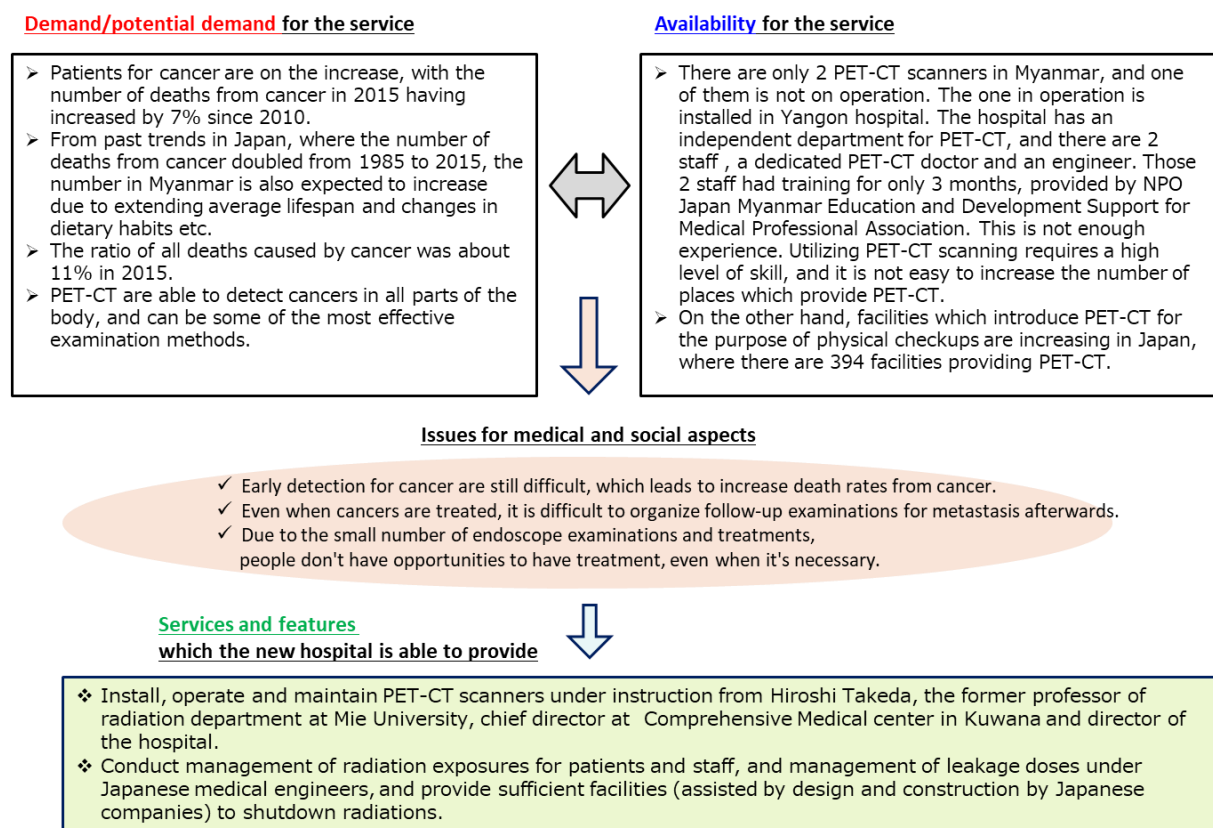 Demand/potential demand for the service
➢ Patients for cancer are on the increase, with the
number of deaths from cancer in 2015 having
increased by 7% since 2010.
➢ From past trends in Japan, where the number of
deaths from cancer doubled from 1985 to 2015, the
number in Myanmar is also expected to increase
due to extending average lifespan and changes in
dietary habits etc.
➢ The ratio of all deaths caused by cancer was about
11% in 2015.
➢ PET-CT are able to detect cancers in all parts of the
body, and can be some of the most effective
examination methods.
Availability for the service
➢ There are only 2 PET-CT scanners in Myanmar, and one
of them is not on operation. The one in operation is
installed in Yangon hospital. The hospital has an
independent department for PET-CT, and there are 2
staff , a dedicated PET-CT doctor and an engineer. Those
2 staff had training for only 3 months, provided by NPO
Japan Myanmar Education and Development Support for
Medical Professional Association. This is not enough
experience. Utilizing PET-CT scanning requires a high
level of skill, and it is not easy to increase the number of
places which provide PET-CT.
➢ On the other hand, facilities which introduce PET-CT for
the purpose of physical checkups are increasing in Japan,
where there are 394 facilities providing PET-CT.
Issues for medical and social aspects
✓ Early detection for cancer are still difficult, which leads to increase death rates from cancer.
✓ Even when cancers are treated, it is difficult to organize follow-up examinations for metastasis afterwards.
✓ Due to the small number of endoscope examinations and treatments,
people don't have opportunities to have treatment, even when it's necessary.
Services and features
which the new hospital is able to provide
❖ Install, operate and maintain PET-CT scanners under instruction from Hiroshi Takeda, the former professor of
radiation department at Mie University, chief director at Comprehensive Medical center in Kuwana and director of
the hospital.
❖ Conduct management of radiation exposures for patients and staff, and management of leakage doses under
Japanese medical engineers, and provide sufficient facilities (assisted by design and construction by Japanese
companies) to shutdown radiations.